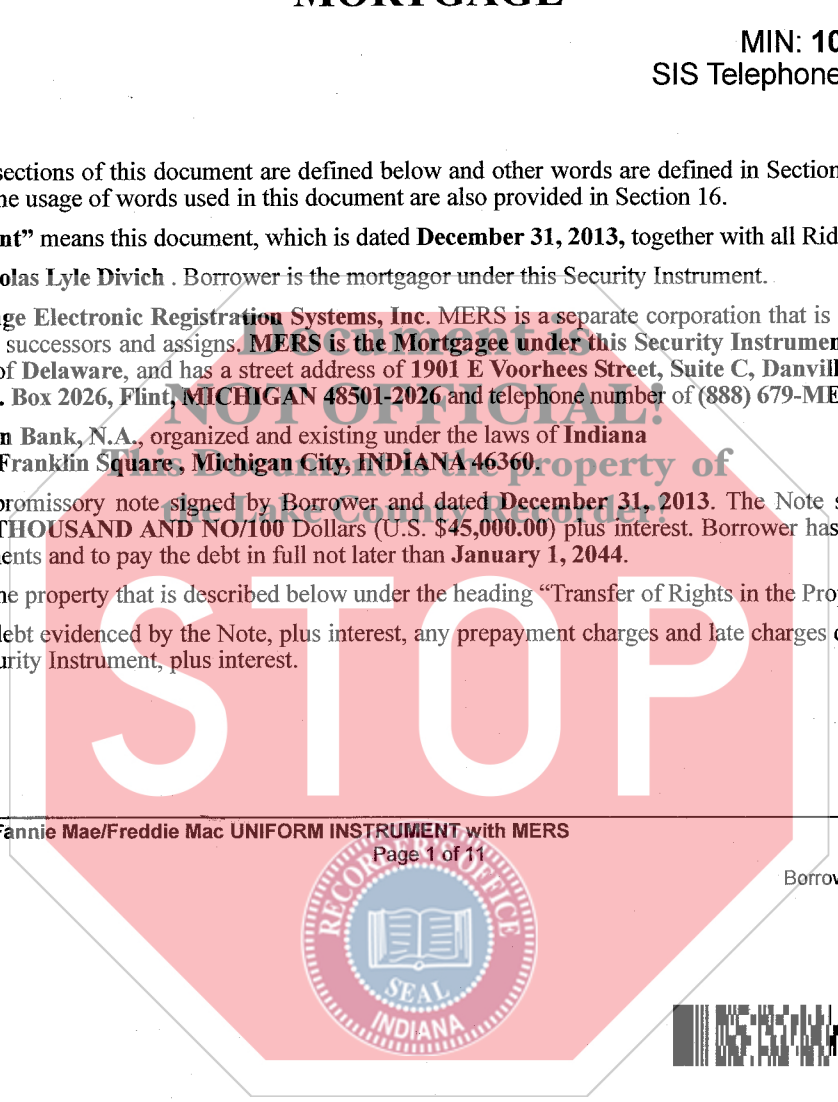 MORTGAGE
MIN: 10
SIS Telephone
sections of this document are defined below and other words are defined in Section
he usage of words used in this document are also provided in Section 16.
nt” means this document, which is dated December 31, 2013, together with all Rid
olas Lyle Divich . Borrower is the mortgagor under this Security Instrument.
ge Electronic Registration Systems, Inc. MERS is a separate corporation that is
Document is
successors and assigns. MERS is the Mortgagee under this Security Instrumen
of Delaware, and has a street address of 1901 E Voorhees Street, Suite C, Danvill
NOT OFFICIAL!
. Box 2026, Flint, MICHIGAN 48501-2026 and telephone number of (888) 679-ME
n Bank, N.A., organized and existing under the laws of Indiana
Franklin Square , Michigan City, INDIANA 46360.
This Document is the property of
promissory note signed by Borrower and dated December 31, 2013. The Note s
the Lake County Recorder!
THOUSAND AND NO/100 Dollars (U.S. $45,000.00) plus interest. Borrower has
ents and to pay the debt in full not later than January 1, 2044.
he property that is described below under the heading “Transfer of Rights in the Pro
debt evidenced by the Note, plus interest, any prepayment charges and late charges
urity Instrument, plus interest.
STOP
Fannie Mae/Freddie Mac UNIFORM INSTRUMENT with MERS
Page 1 of 11
Borrow
RECORDER'S OFFICE
SEAL
INDIANA